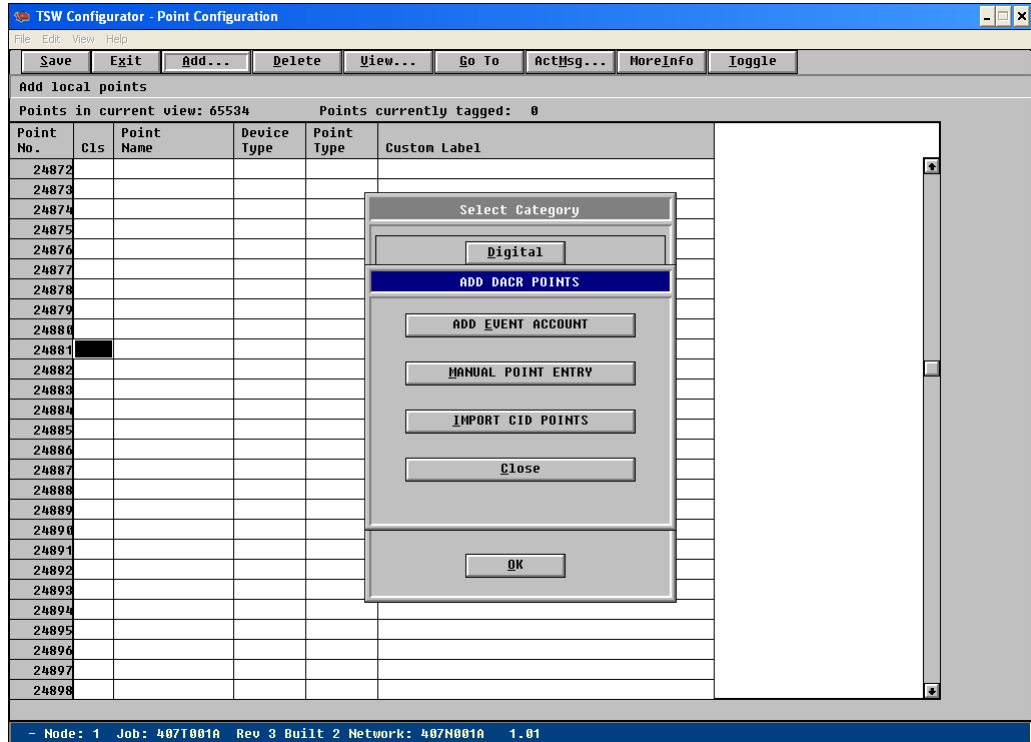 TSW Configurator - Point Configuration
File Edit View Help
Save Exit Add... Delete View... Go To ActMsg... MoreInfo Toggle
Add local points
Points in current view: 65534 Points currently tagged: 0
Point No. Cls Point Name Device Type Point Type Custom Label
24872
24873
24874
Select Category
24875
24876
Digital
24877
24878
ADD DACR POINTS
24879
24880
ADD EVENT ACCOUNT
24881
24882
MANUAL POINT ENTRY
24883
24884
24885
IMPORT CID POINTS
24886
24887
Close
24888
24889
24890
24891
24892
OK
24893
24894
24895
24896
24897
24898
- Node: 1 Job: 407T001A Rev 3 Built 2 Network: 407N001A 1.01